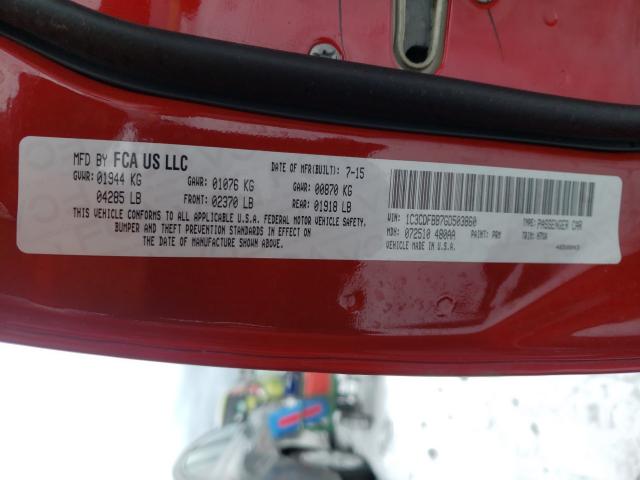 MFD BY FCA US LLC
DATE OF MFR(BUILT): 7-15
GVWR: 01944 KG GAWR: 01076 KG GAWR: 00870 KG
04285 LB FRONT: 02370 LB REAR: 01918 LB
THIS VEHICLE CONFORMS TO ALL APPLICABLE U.S.A. FEDERAL MOTOR VEHICLE SAFETY,
BUMPER AND THEFT PREVENTION STANDARDS IN EFFECT ON
THE DATE OF MANUFACTURE SHOWN ABOVE.
VIN: 1C3CDFBB7GD503860 TYPE: PASSENGER CAR
MDH: 072510 480AA PAINT: PRM TRIM:
VEHICLE MADE IN U.S.A.